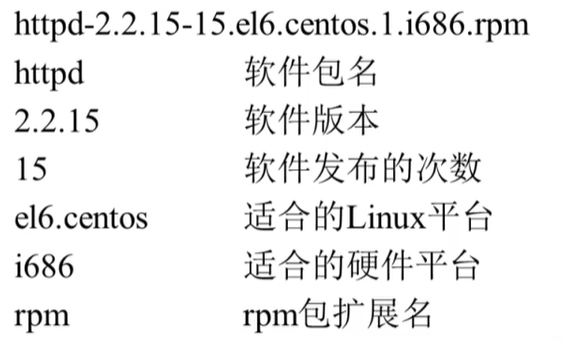 httpd-2.2.15-15.el6.centos.1.i686.rpm
httpd 软件包名
2.2.15 软件版本
15 软件发布的次数
el6.centos 适合的Linux平台
i686 适合的硬件平台
rpm rpm包扩展名